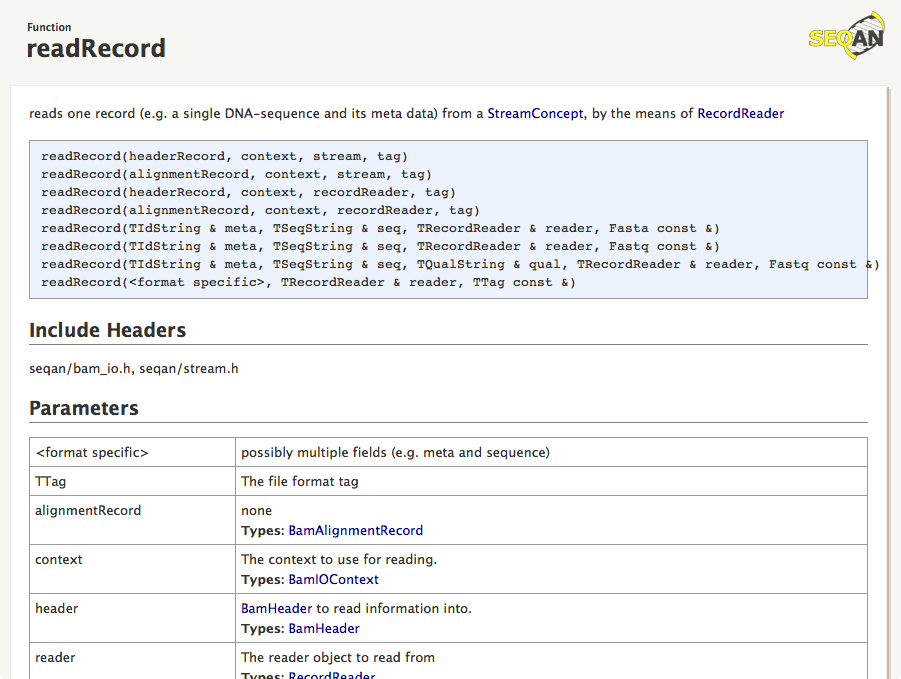 Function
readRecord
SEQAN
reads one record (e.g. a single DNA-sequence and its meta data) from a StreamConcept, by the means of RecordReader
readRecord(headerRecord, context, stream, tag)
readRecord(alignmentRecord, context, stream, tag)
readRecord(headerRecord, context, recordReader, tag)
readRecord(alignmentRecord, context, recordReader, tag)
readRecord(TIdString & meta, TSeqString & seq, TRecordReader & reader, Fasta const &)
readRecord(TIdString & meta, TSeqString & seq, TRecordReader & reader, Fastq const &)
readRecord(TIdString & meta, TSeqString & seq, TQualString & qual, TRecordReader & reader, Fastq const &)
readRecord(<format specific>, TRecordReader & reader, TTag const &)
Include Headers
seqan/bam_io.h, seqan/stream.h
Parameters
<format specific> possibly multiple fields (e.g. meta and sequence)
TTag The file format tag
alignmentRecord none
Types: BamAlignmentRecord
context The context to use for reading.
Types: BamIOContext
header BamHeader to read information into.
Types: BamHeader
reader The reader object to read from
Types: RecordReader